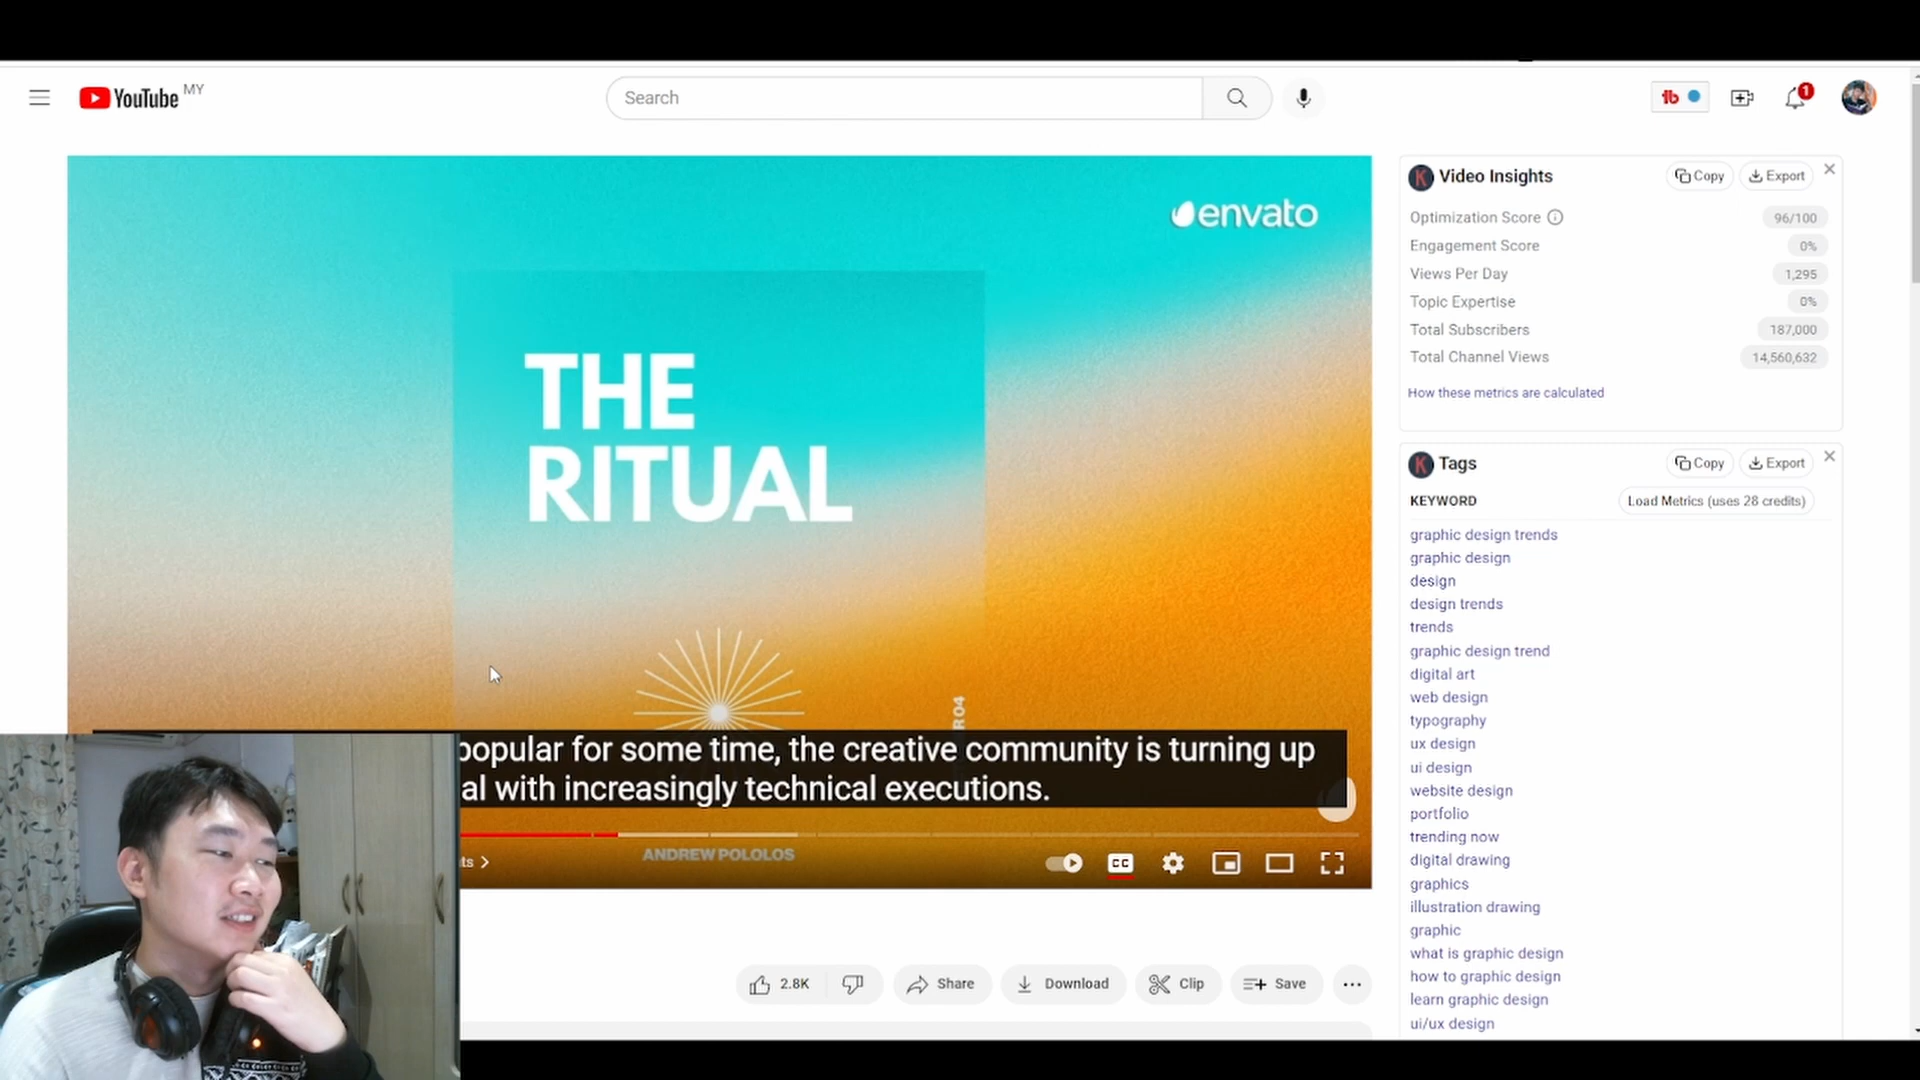 YouTube MY
Search
tb
1
envato
THE
RITUAL
R04
popular for some time, the creative community is turning up
al with increasingly technical executions.
ANDREW POLOLOS
ts
CC
2.8K
Share
Download
Clip
Save
K Video Insights
Copy
Export
Optimization Score 96/100
Engagement Score 0%
Views Per Day 1,295
Topic Expertise 0%
Total Subscribers 187,000
Total Channel Views 14,560,632
How these metrics are calculated
K Tags
Copy
Export
KEYWORD
Load Metrics (uses 28 credits)
graphic design trends
graphic design
design
design trends
trends
graphic design trend
digital art
web design
typography
ux design
ui design
website design
portfolio
trending now
digital drawing
graphics
illustration drawing
graphic
what is graphic design
how to graphic design
learn graphic design
ui/ux design